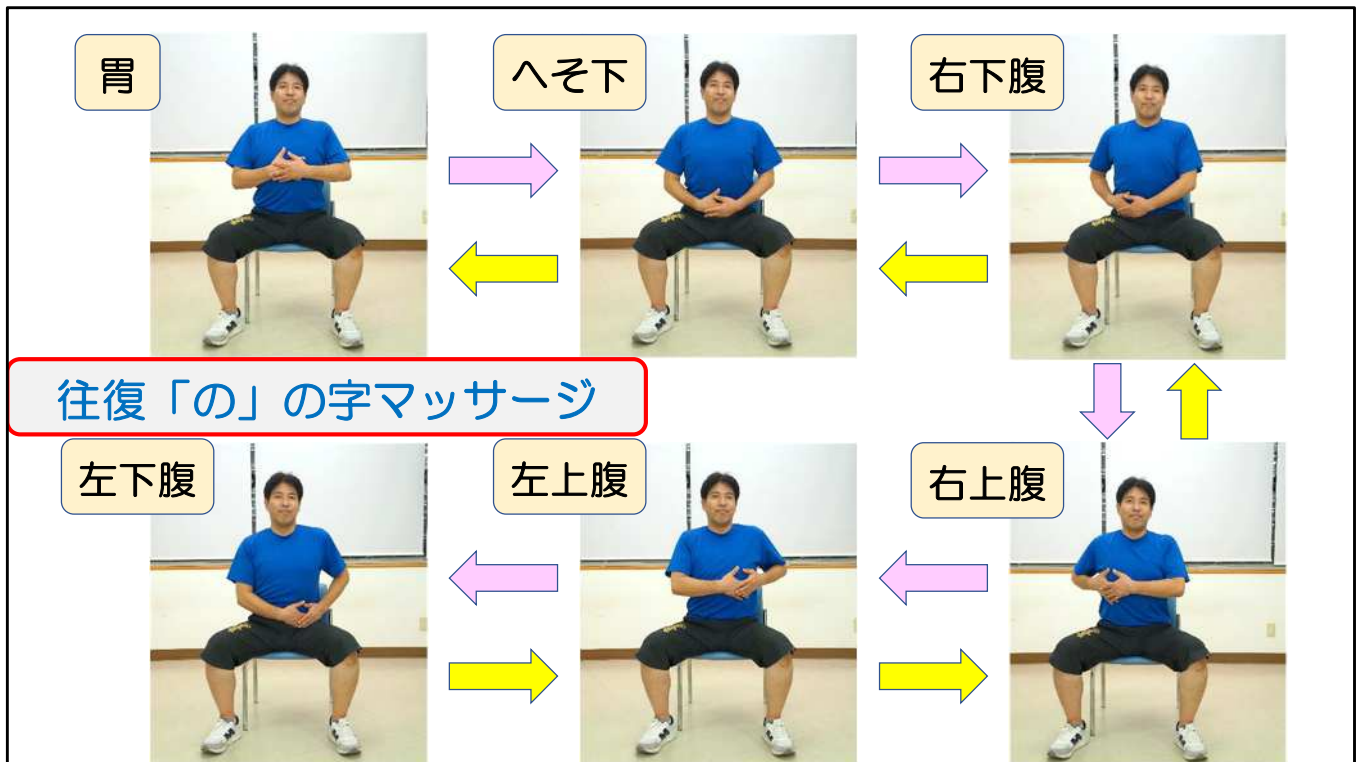 胃
へそ下
右下腹
往復「の」の字マッサージ
左下腹
左上腹
右上腹